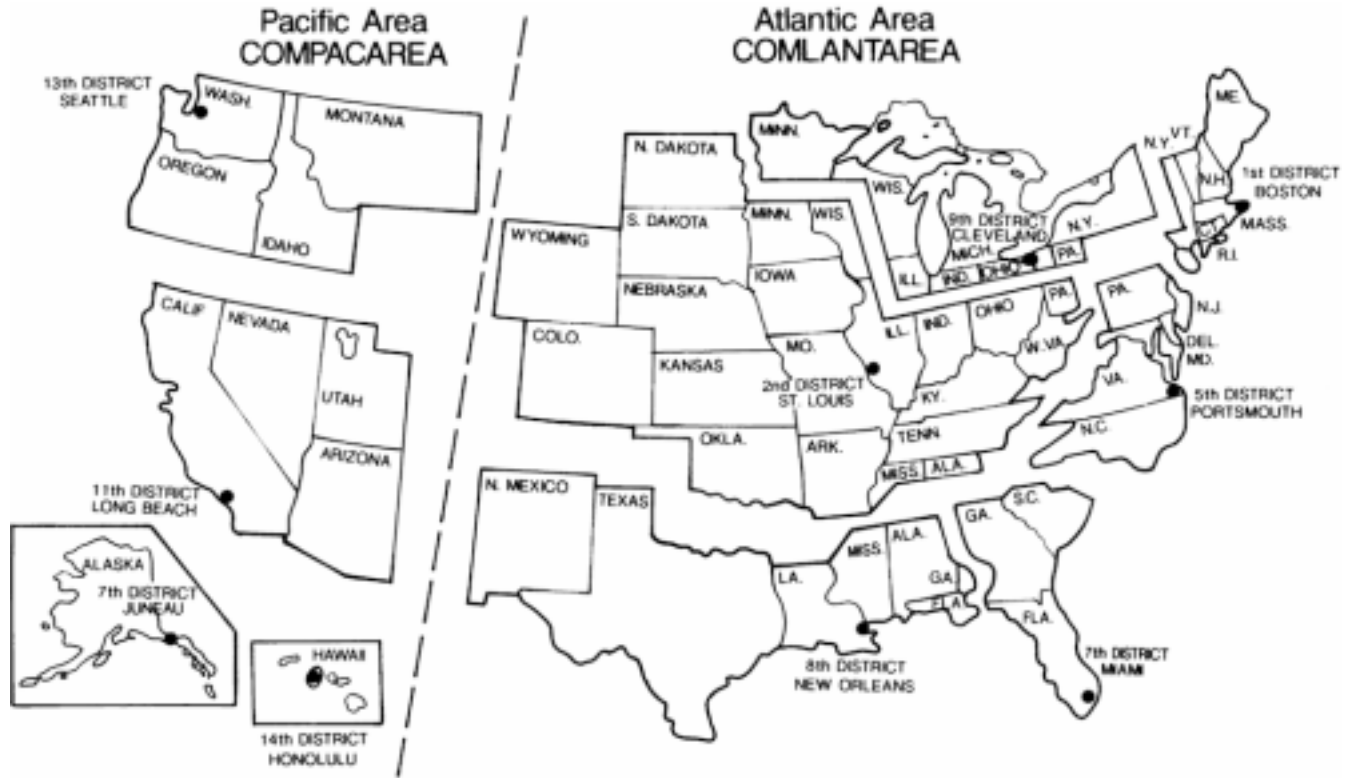 Pacific Area
COMPACAREA
Atlantic Area
COMLANTAREA
13th DISTRICT
SEATTLE
WASH.
MONTANA
OREGON
IDAHO
CALIF
NEVADA
UTAH
ARIZONA
11th DISTRICT
LONG BEACH
ALASKA
7th DISTRICT
JUNEAU
HAWAII
14th DISTRICT
HONOLULU
MINN.
N. DAKOTA
WIS.
N.Y.
VT.
ME.
N.H.
1st DISTRICT
BOSTON
MASS.
CT.
R.I.
9th DISTRICT
CLEVELAND
MICH.
N.Y.
ILL.
IND.
OHIO
PA.
WYOMING
S. DAKOTA
MINN.
WIS.
IOWA
NEBRASKA
COLO.
KANSAS
MO.
ILL.
IND.
OHIO
PA.
W.VA.
KY.
2nd DISTRICT
ST. LOUIS
OKLA.
ARK.
TENN
MISS.
ALA.
PA.
N.J.
DEL.
MD.
VA.
5th DISTRICT
PORTSMOUTH
N.C.
N. MEXICO
TEXAS
LA.
MISS.
ALA.
GA.
FLA.
8th DISTRICT
NEW ORLEANS
GA.
S.C.
FLA.
7th DISTRICT
MIAMI